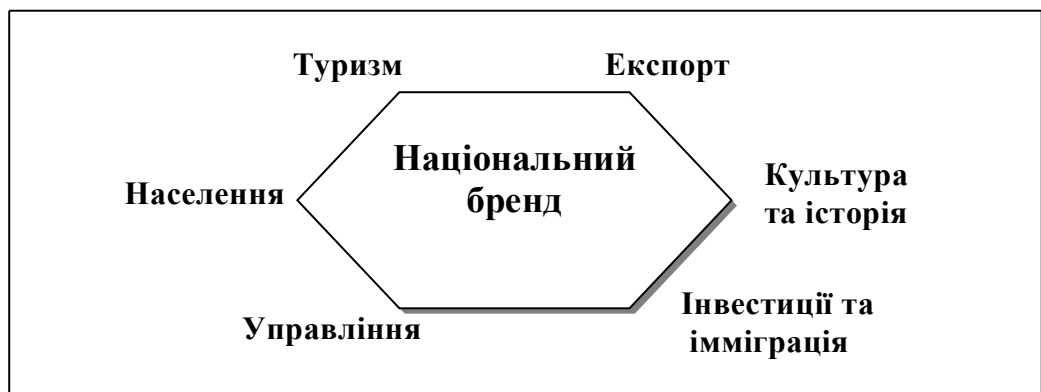 Туризм
Експорт
Національний
бренд
Населення
Культура
та історія
Управління
Інвестиції та
імміграція